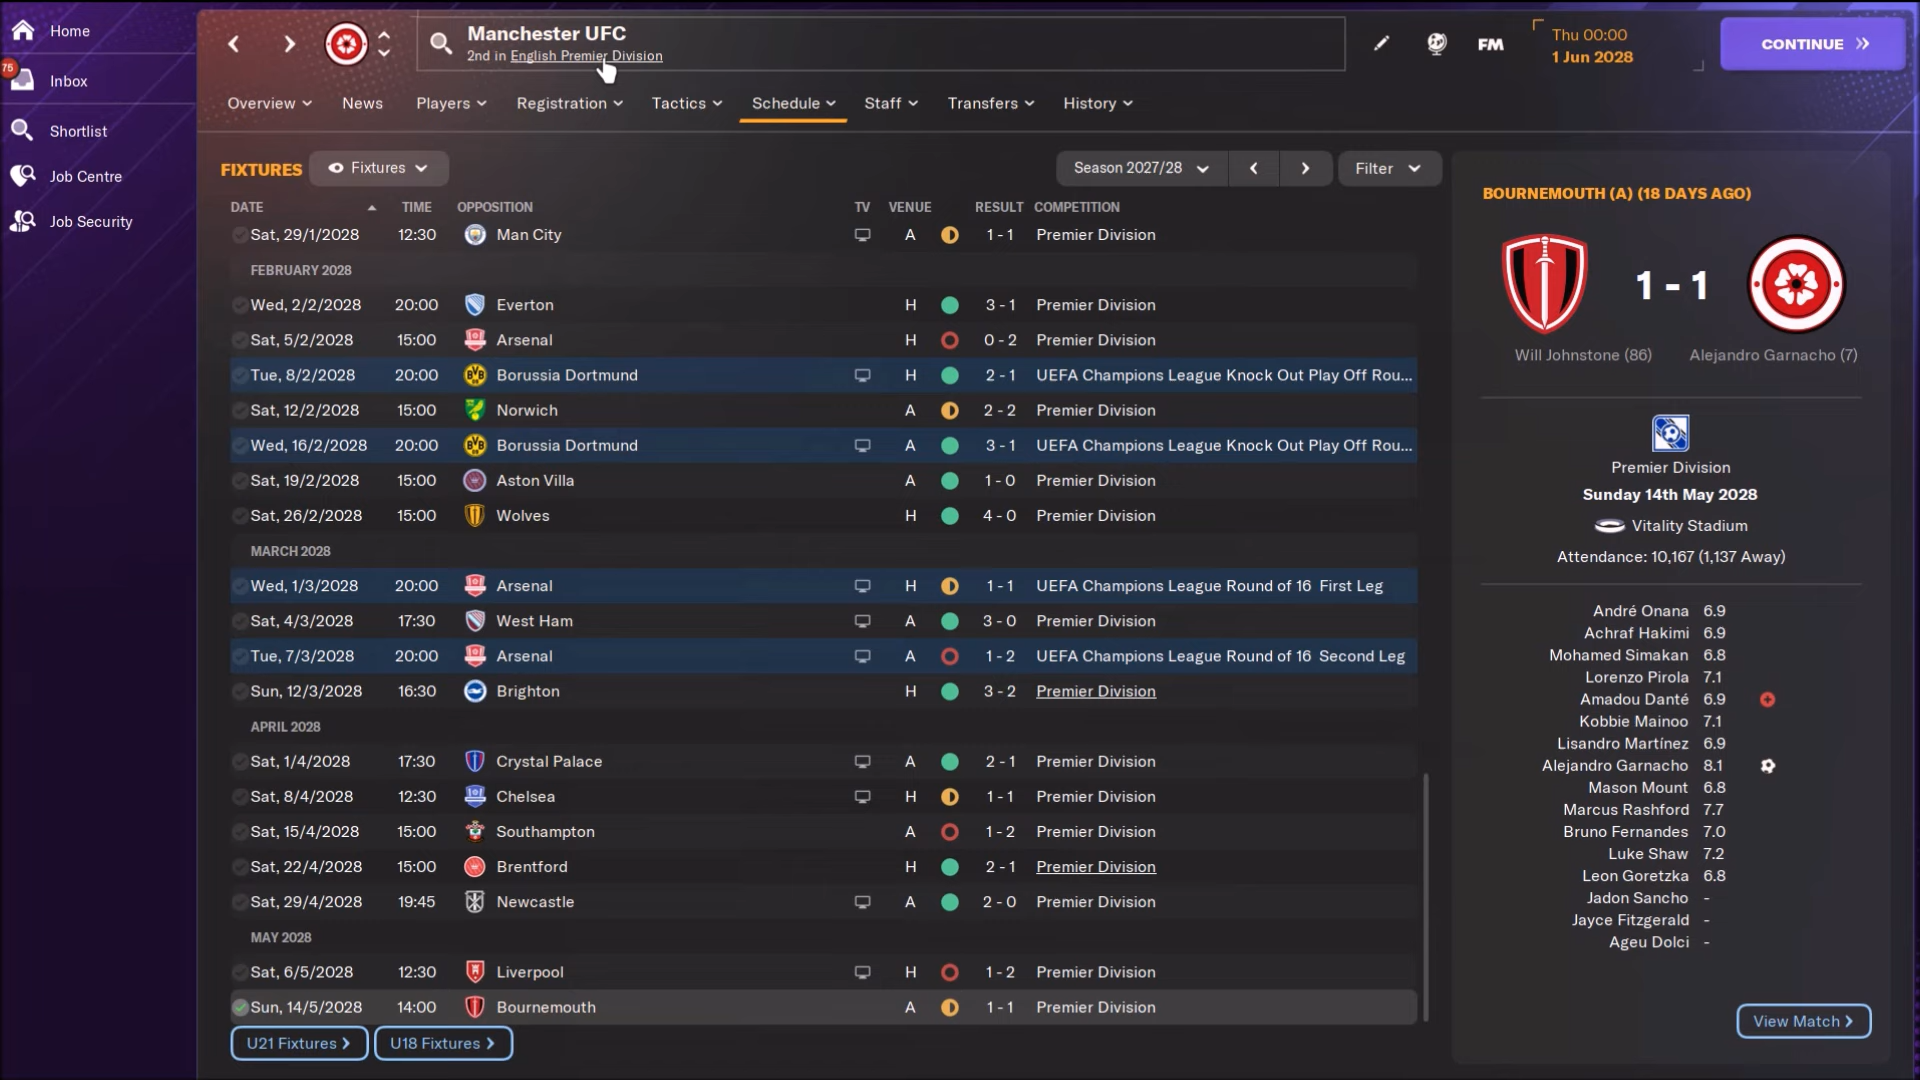 Home
75
Inbox
Shortlist
Job Centre
Job Security
Manchester UFC
2nd in English Premier Division
FM
Thu 00:00
1 Jun 2028
CONTINUE
Overview
News
Players
Registration
Tactics
Schedule
Staff
Transfers
History
FIXTURES
Fixtures
Season 2027/28
Filter
DATE TIME OPPOSITION TV VENUE RESULT COMPETITION
Sat, 29/1/2028 12:30 Man City A 1 - 1 Premier Division
FEBRUARY 2028
Wed, 2/2/2028 20:00 Everton H 3 - 1 Premier Division
Sat, 5/2/2028 15:00 Arsenal H 0 - 2 Premier Division
Tue, 8/2/2028 20:00 BVB 09 Borussia Dortmund H 2 - 1 UEFA Champions League Knock Out Play Off Rou...
Sat, 12/2/2028 15:00 Norwich A 2 - 2 Premier Division
Wed, 16/2/2028 20:00 BVB 09 Borussia Dortmund A 3 - 1 UEFA Champions League Knock Out Play Off Rou...
Sat, 19/2/2028 15:00 Aston Villa A 1 - 0 Premier Division
Sat, 26/2/2028 15:00 Wolves H 4 - 0 Premier Division
MARCH 2028
Wed, 1/3/2028 20:00 Arsenal H 1 - 1 UEFA Champions League Round of 16 First Leg
Sat, 4/3/2028 17:30 West Ham A 3 - 0 Premier Division
Tue, 7/3/2028 20:00 Arsenal A 1 - 2 UEFA Champions League Round of 16 Second Leg
Sun, 12/3/2028 16:30 Brighton H 3 - 2 Premier Division
APRIL 2028
Sat, 1/4/2028 17:30 Crystal Palace A 2 - 1 Premier Division
Sat, 8/4/2028 12:30 Chelsea H 1 - 1 Premier Division
Sat, 15/4/2028 15:00 Southampton A 1 - 2 Premier Division
Sat, 22/4/2028 15:00 Brentford H 2 - 1 Premier Division
Sat, 29/4/2028 19:45 Newcastle A 2 - 0 Premier Division
MAY 2028
Sat, 6/5/2028 12:30 Liverpool H 1 - 2 Premier Division
Sun, 14/5/2028 14:00 Bournemouth A 1 - 1 Premier Division
U21 Fixtures
U18 Fixtures
BOURNEMOUTH (A) (18 DAYS AGO)
1 - 1
Will Johnstone (86) Alejandro Garnacho (7)
Premier Division
Sunday 14th May 2028
Vitality Stadium
Attendance: 10,167 (1,137 Away)
André Onana 6.9
Achraf Hakimi 6.9
Mohamed Simakan 6.8
Lorenzo Pirola 7.1
Amadou Danté 6.9
Kobbie Mainoo 7.1
Lisandro Martínez 6.9
Alejandro Garnacho 8.1
Mason Mount 6.8
Marcus Rashford 7.7
Bruno Fernandes 7.0
Luke Shaw 7.2
Leon Goretzka 6.8
Jadon Sancho -
Jayce Fitzgerald -
Ageu Dolci -
View Match